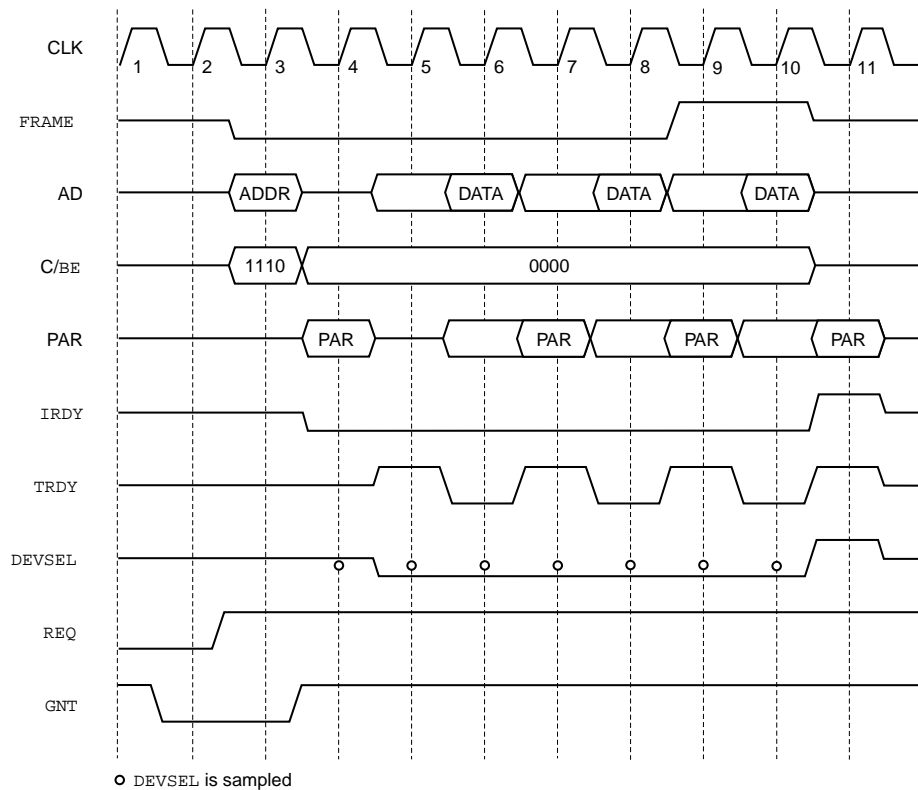 CLK
1 2 3 4 5 6 7 8 9 10 11
FRAME
AD ADDR DATA DATA DATA
C/BE 1110 0000
PAR PAR PAR PAR PAR
IRDY
TRDY
DEVSEL
REQ
GNT
DEVSEL is sampled